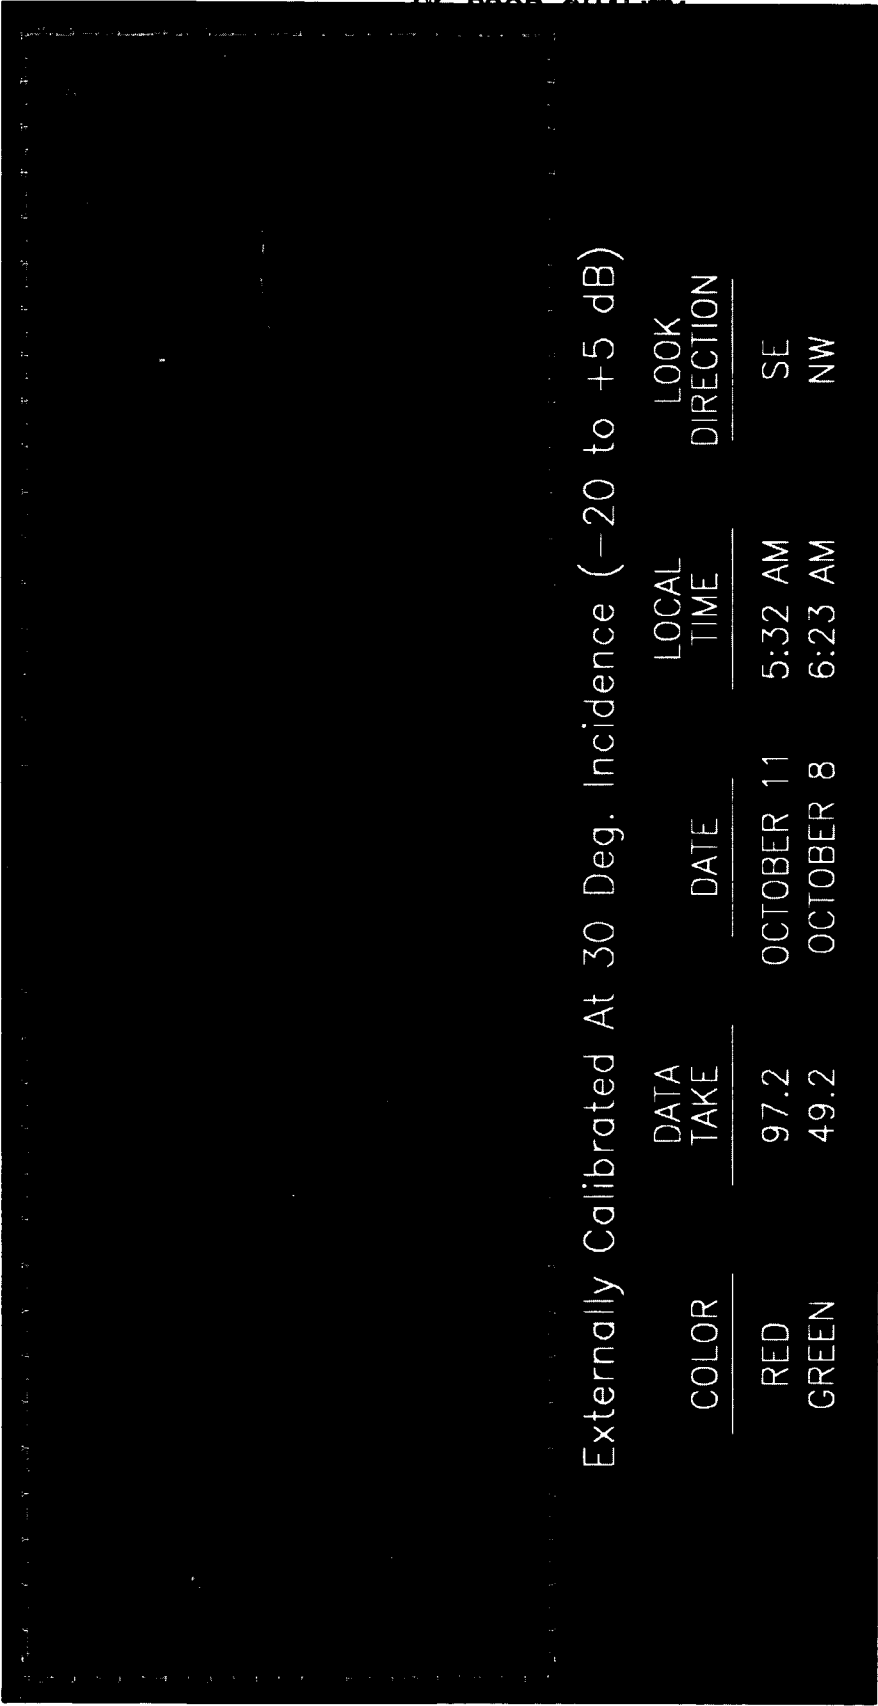 Externally Calibrated At 30 Deg. Incidence (-20 to +5 dB)
COLOR DATA TAKE DATE LOCAL TIME LOOK DIRECTION
RED 97.2 OCTOBER 11 5:32 AM SE
GREEN 49.2 OCTOBER 8 6:23 AM NW